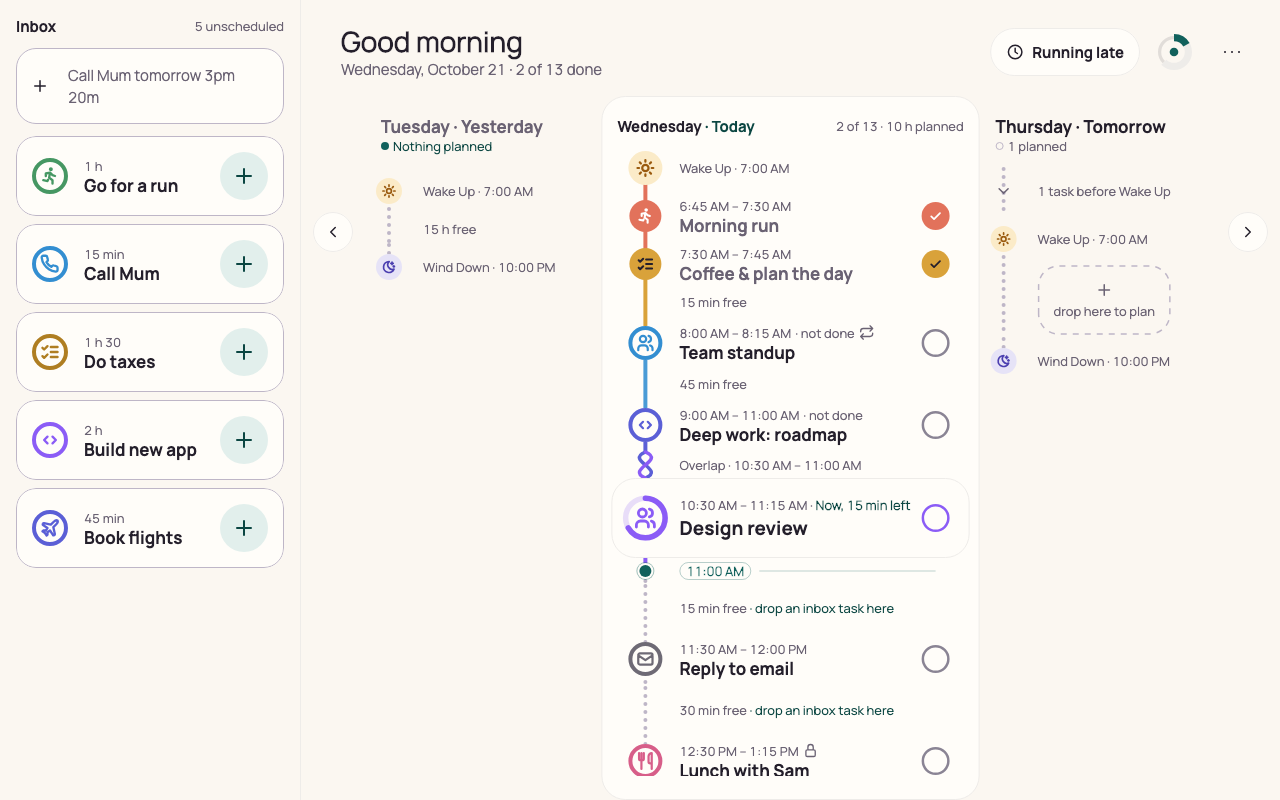 Inbox
5 unscheduled
Call Mum tomorrow 3pm
20m
1 h
Go for a run
15 min
Call Mum
1 h 30
Do taxes
2 h
Build new app
45 min
Book flights
Good morning
Wednesday, October 21 · 2 of 13 done
Running late
Tuesday · Yesterday
Nothing planned
Wake Up · 7:00 AM
15 h free
Wind Down · 10:00 PM
Wednesday · Today
2 of 13 · 10 h planned
Wake Up · 7:00 AM
6:45 AM – 7:30 AM
Morning run
7:30 AM – 7:45 AM
Coffee & plan the day
15 min free
8:00 AM – 8:15 AM · not done
Team standup
45 min free
9:00 AM – 11:00 AM · not done
Deep work: roadmap
Overlap · 10:30 AM – 11:00 AM
10:30 AM – 11:15 AM · Now, 15 min left
Design review
11:00 AM
15 min free · drop an inbox task here
11:30 AM – 12:00 PM
Reply to email
30 min free · drop an inbox task here
12:30 PM – 1:15 PM
Lunch with Sam
Thursday · Tomorrow
1 planned
1 task before Wake Up
Wake Up · 7:00 AM
drop here to plan
Wind Down · 10:00 PM